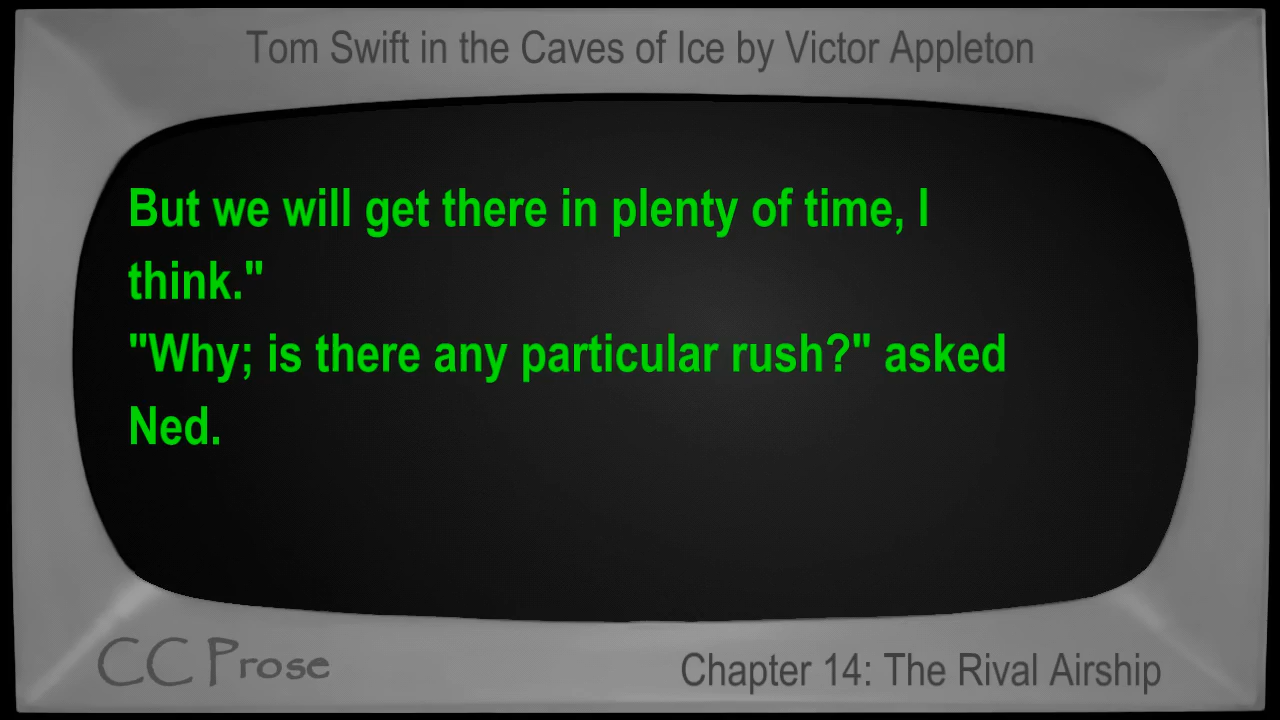 Tom Swift in the Caves of Ice by Victor Appleton
But we will get there in plenty of time, I
think."
"Why; is there any particular rush?" asked
Ned.
CC Prose
Chapter 14: The Rival Airship